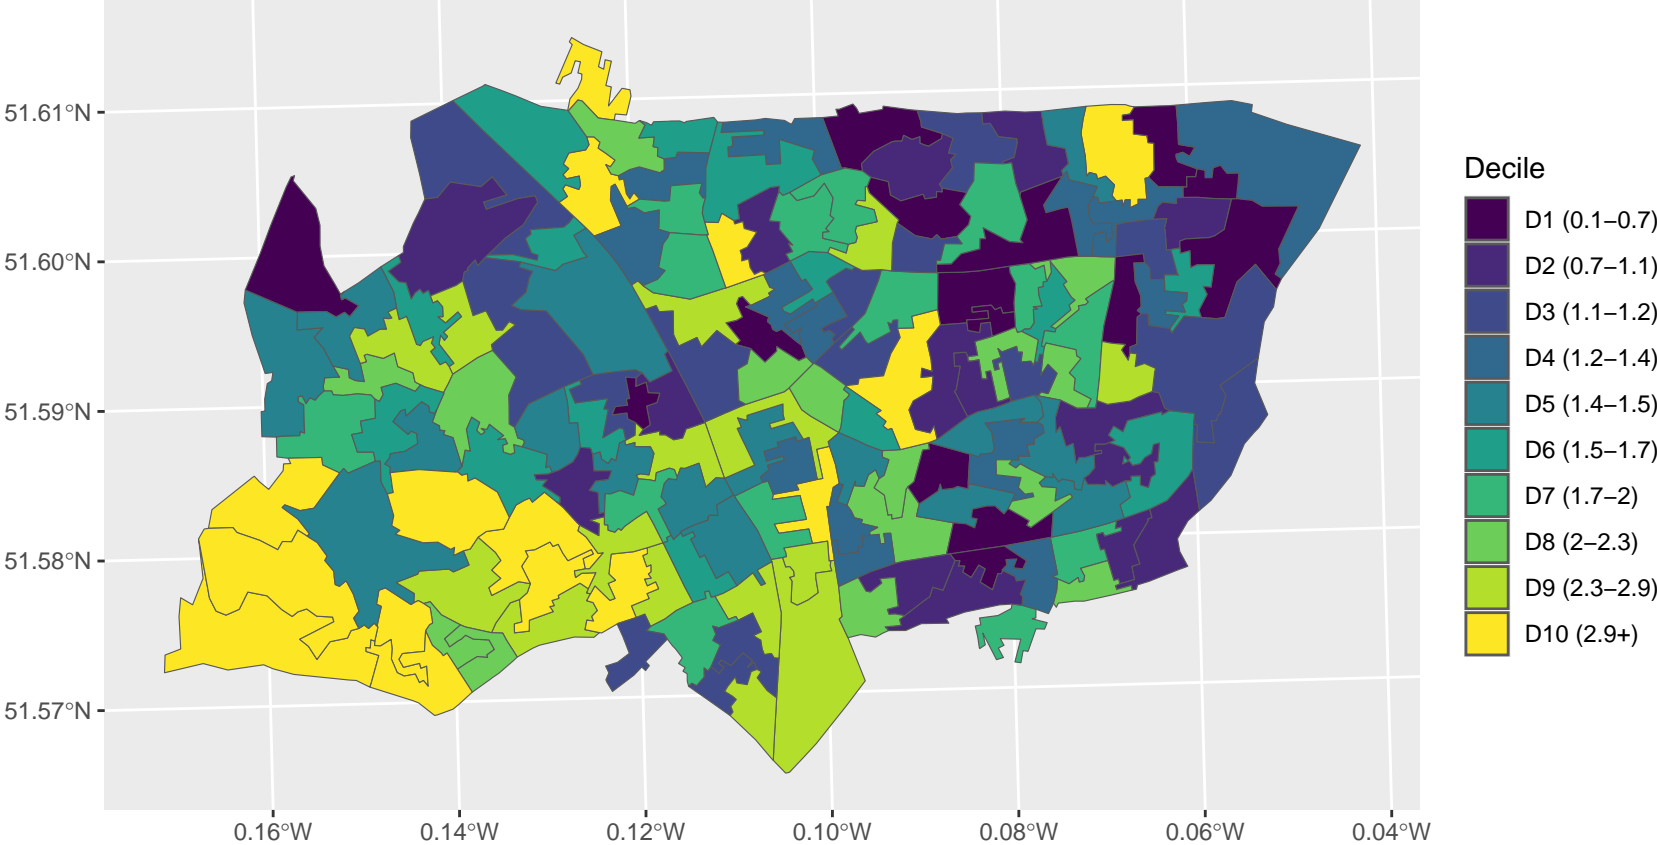 51.61°N
51.60°N
51.59°N
51.58°N
51.57°N
0.16°W
0.14°W
0.12°W
0.10°W
0.08°W
0.06°W
0.04°W
Decile
D1 (0.1−0.7)
D2 (0.7−1.1)
D3 (1.1−1.2)
D4 (1.2−1.4)
D5 (1.4−1.5)
D6 (1.5−1.7)
D7 (1.7−2)
D8 (2−2.3)
D9 (2.3−2.9)
D10 (2.9+)